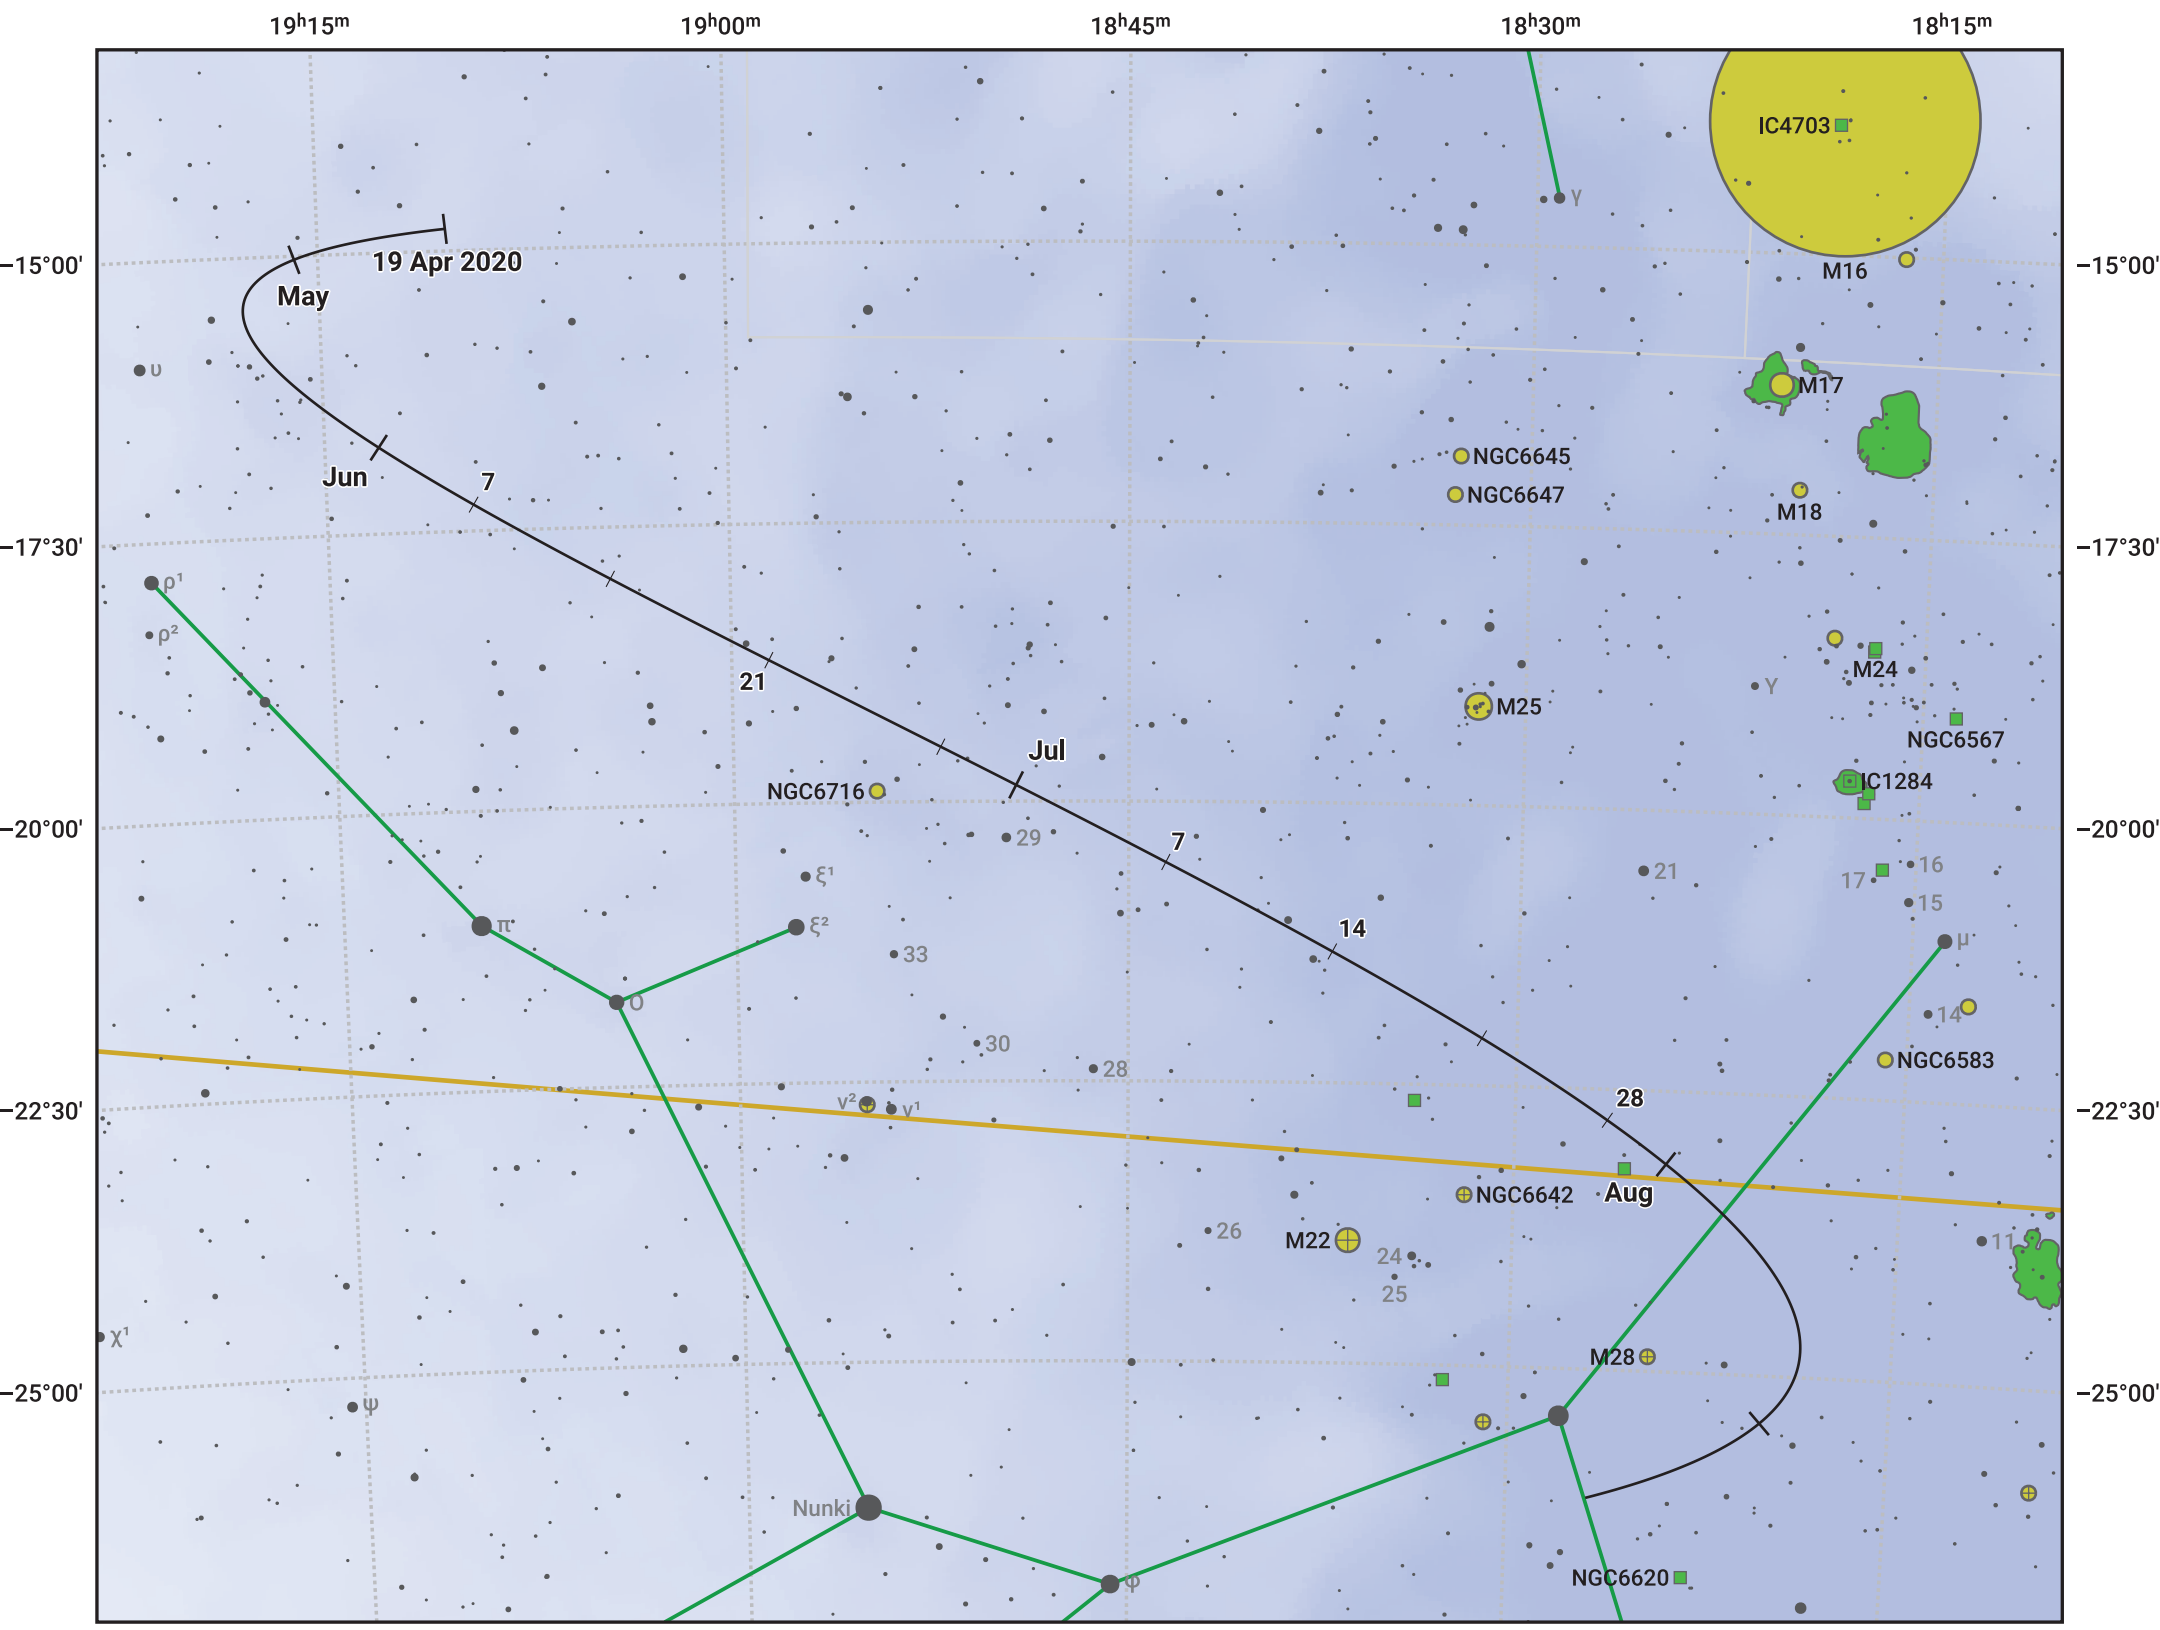 19ʰ15ᵐ 19ʰ00ᵐ 18ʰ45ᵐ 18ʰ30ᵐ 18ʰ15ᵐ
IC4703
γ
−15°00' 19 Apr 2020 −15°00'
M16
May
υ
M17
NGC6645
Jun 7
NGC6647
M18
−17°30' −17°30'
ρ¹
ρ²
M24
21 Υ
M25
NGC6567
Jul
NGC6716 IC1284
−20°00' −20°00'
29
7
ξ¹ 21 17 16
15
π ξ² 14
μ
33
ο
14
30
28 NGC6583
28
ν² ν¹
−22°30' −22°30'
NGC6642 Aug
26 M22 11
24
25
χ¹
M28
−25°00' −25°00'
ψ
Nunki
φ NGC6620